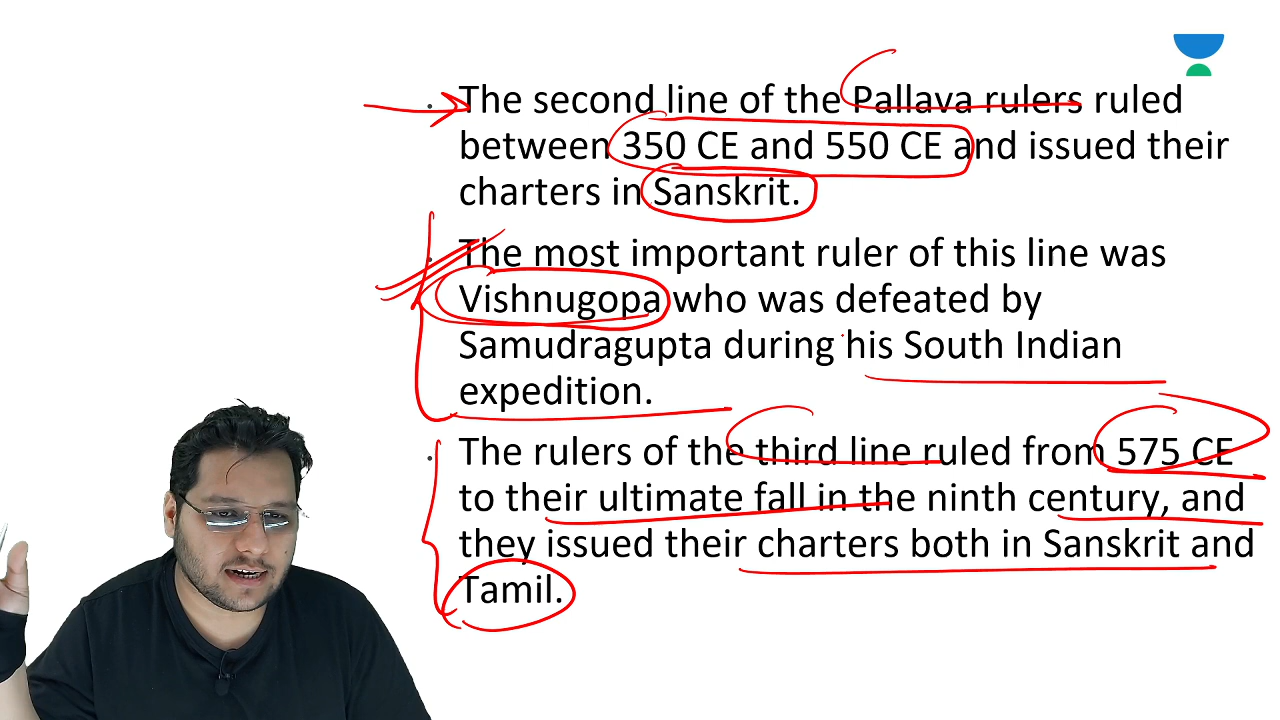 The second line of the Pallava rulers ruled
between 350 CE and 550 CE and issued their
charters in Sanskrit.
The most important ruler of this line was
Vishnugopa who was defeated by
Samudragupta during his South Indian
expedition.
The rulers of the third line ruled from 575 CE
to their ultimate fall in the ninth century, and
they issued their charters both in Sanskrit and
Tamil.